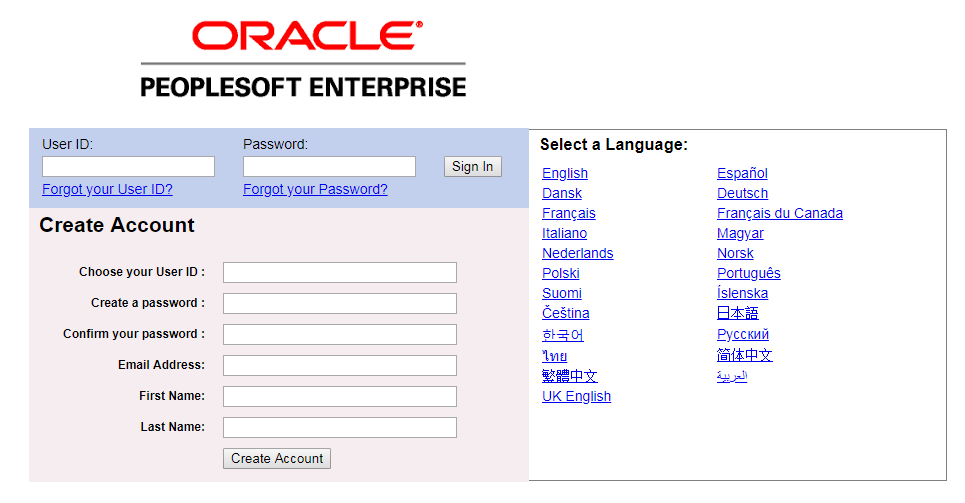 ORACLE®
PEOPLESOFT ENTERPRISE
User ID:
Password:
Sign In
Forgot your User ID?
Forgot your Password?
Create Account
Choose your User ID :
Create a password :
Confirm your password :
Email Address:
First Name:
Last Name:
Create Account
Select a Language:
English Español
Dansk Deutsch
Français Français du Canada
Italiano Magyar
Nederlands Norsk
Polski Português
Suomi Íslenska
Čeština 日本語
한국어 Русский
ไทย 简体中文
繁體中文 العربية
UK English